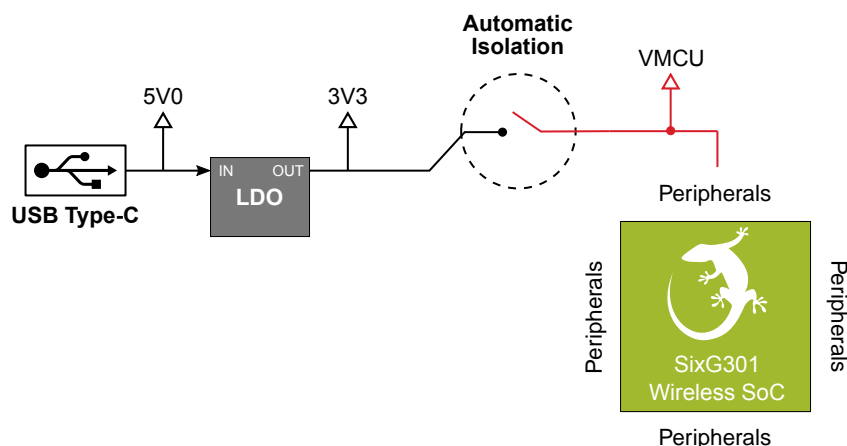 Automatic
Isolation
VMCU
5V0
3V3
IN
OUT
LDO
USB Type-C
Peripherals
Peripherals
Peripherals
SixG301
Wireless SoC
Peripherals